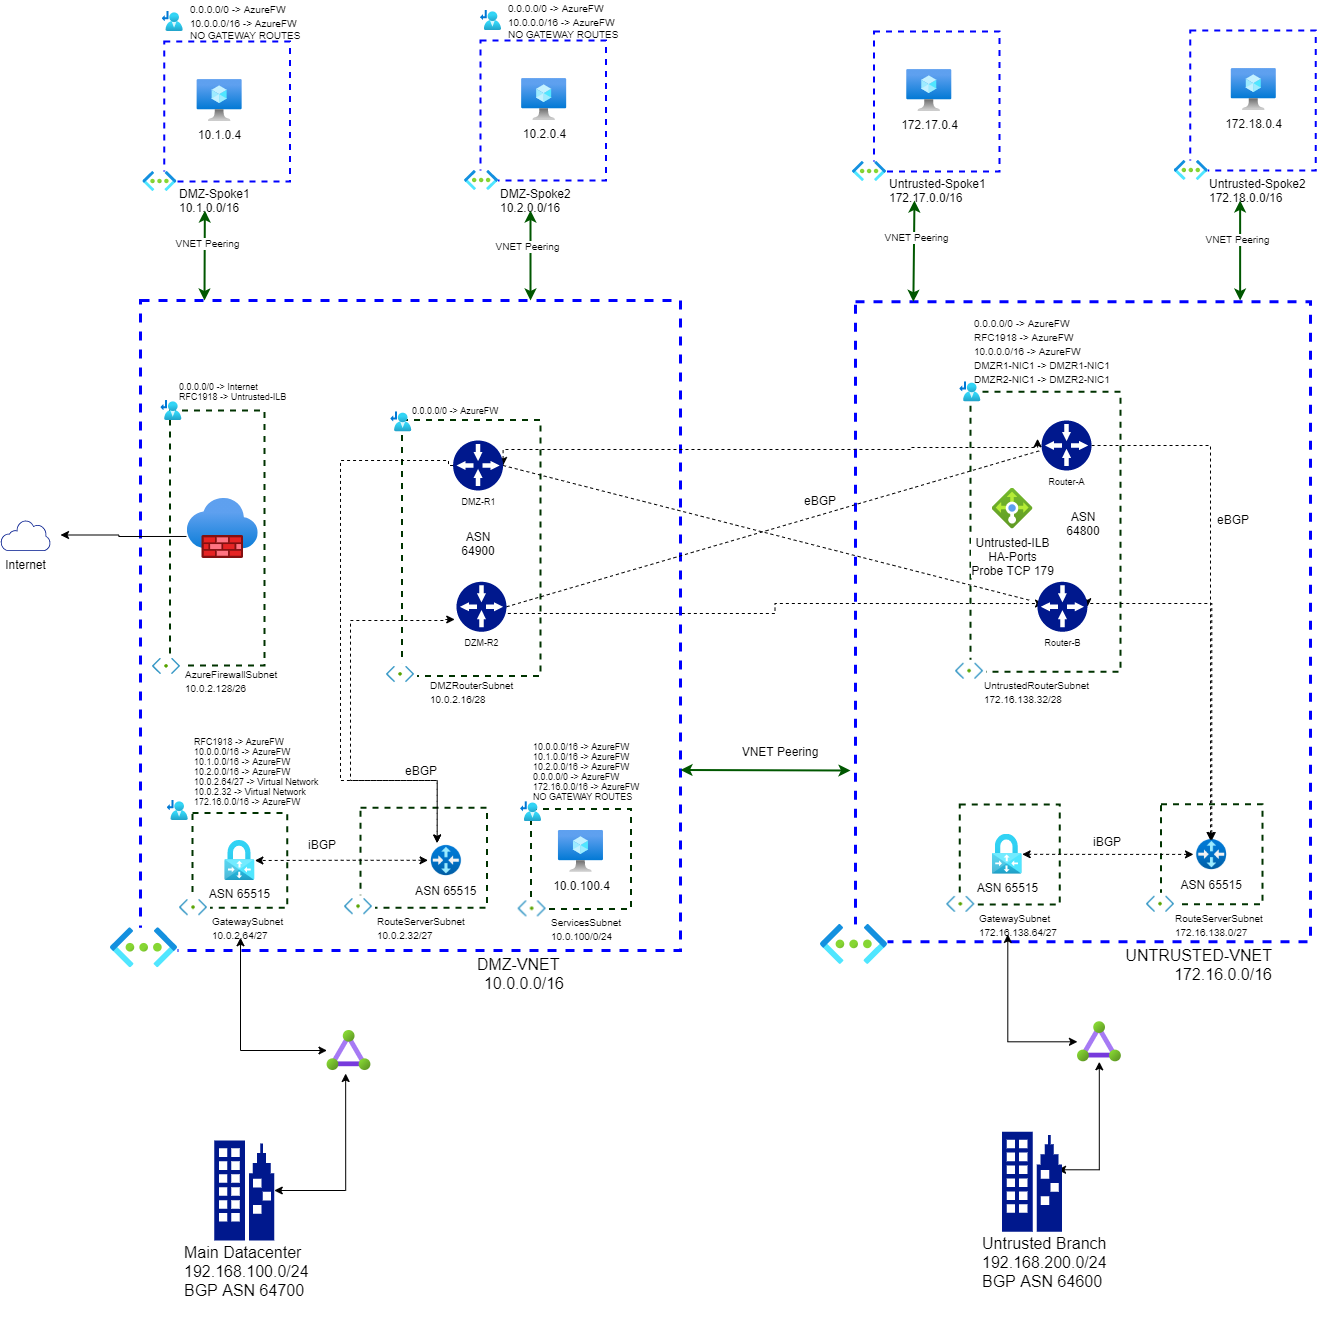 0.0.0.0/0 -> AzureFW
10.0.0.0/16 -> AzureFW
NO GATEWAY ROUTES
10.1.0.4
DMZ-Spoke1
10.1.0.0/16
VNET Peering
0.0.0.0/0 -> AzureFW
10.0.0.0/16 -> AzureFW
NO GATEWAY ROUTES
10.2.0.4
DMZ-Spoke2
10.2.0.0/16
VNET Peering
172.17.0.4
Untrusted-Spoke1
172.17.0.0/16
VNET Peering
172.18.0.4
Untrusted-Spoke2
172.18.0.0/16
VNET Peering
0.0.0.0/0 -> Internet
RFC1918 -> Untrusted-ILB
Internet
AzureFirewallSubnet
10.0.2.128/26
0.0.0.0/0 -> AzureFW
DMZ-R1
ASN
64900
DZM-R2
DMZRouterSubnet
10.0.2.16/28
eBGP
0.0.0.0/0 -> AzureFW
RFC1918 -> AzureFW
10.0.0.0/16 -> AzureFW
DMZR1-NIC1 -> DMZR1-NIC1
DMZR2-NIC1 -> DMZR2-NIC1
Router-A
ASN
64800
Untrusted-ILB
HA-Ports
Probe TCP 179
Router-B
UntrustedRouterSubnet
172.16.138.32/28
eBGP
RFC1918 -> AzureFW
10.0.0.0/16 -> AzureFW
10.1.0.0/16 -> AzureFW
10.2.0.0/16 -> AzureFW
10.0.2.64/27 -> Virtual Network
10.0.2.32 -> Virtual Network
172.16.0.0/16 -> AzureFW
ASN 65515
GatewaySubnet
10.0.2.64/27
iBGP
eBGP
ASN 65515
RouteServerSubnet
10.0.2.32/27
10.0.0.0/16 -> AzureFW
10.1.0.0/16 -> AzureFW
10.2.0.0/16 -> AzureFW
0.0.0.0/0 -> AzureFW
172.16.0.0/16 -> AzureFW
NO GATEWAY ROUTES
10.0.100.4
ServicesSubnet
10.0.100/0/24
DMZ-VNET
10.0.0.0/16
VNET Peering
ASN 65515
GatewaySubnet
172.16.138.64/27
iBGP
ASN 65515
RouteServerSubnet
172.16.138.0/27
UNTRUSTED-VNET
172.16.0.0/16
Main Datacenter
192.168.100.0/24
BGP ASN 64700
Untrusted Branch
192.168.200.0/24
BGP ASN 64600